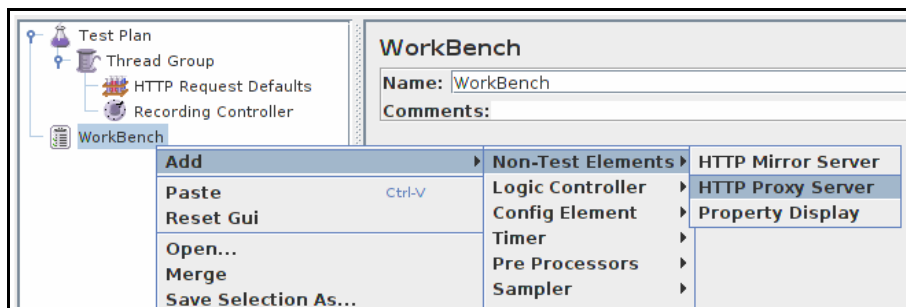 Test Plan
Thread Group
HTTP Request Defaults
Recording Controller
WorkBench
WorkBench
Name: WorkBench
Comments:
Add
Paste Ctrl-V
Reset Gui
Open...
Merge
Save Selection As...
Non-Test Elements
Logic Controller
Config Element
Timer
Pre Processors
Sampler
HTTP Mirror Server
HTTP Proxy Server
Property Display